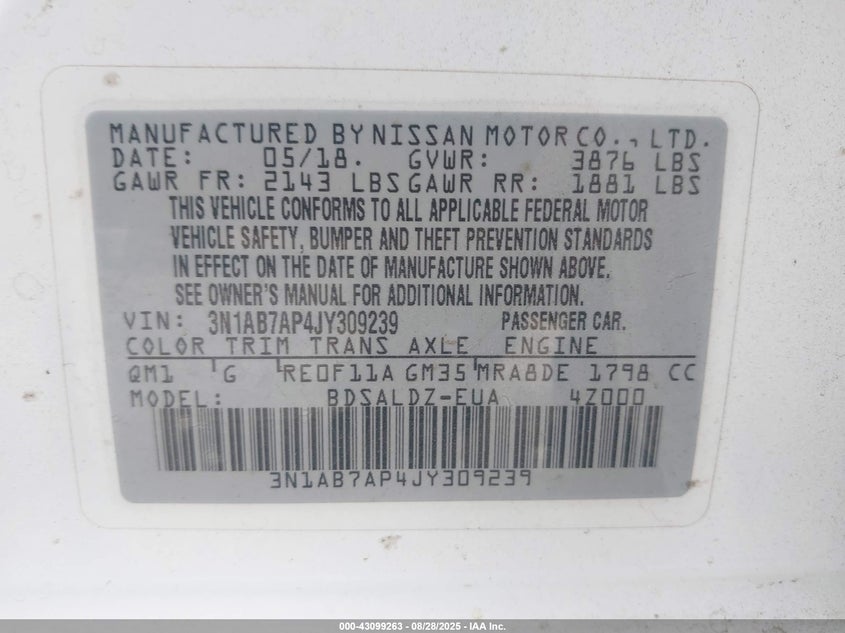 MANUFACTURED BY NISSAN MOTOR CO., LTD.
DATE: 05/18. GVWR: 3876 LBS
GAWR FR: 2143 LBS GAWR RR: 1881 LBS
THIS VEHICLE CONFORMS TO ALL APPLICABLE FEDERAL MOTOR
VEHICLE SAFETY, BUMPER AND THEFT PREVENTION STANDARDS
IN EFFECT ON THE DATE OF MANUFACTURE SHOWN ABOVE.
SEE OWNER'S MANUAL FOR ADDITIONAL INFORMATION.
VIN: 3N1AB7AP4JY309239 PASSENGER CAR.
COLOR TRIM TRANS AXLE ENGINE
QM1 G RE0F11A GM35 MRA8DE 1798 CC
MODEL: BDSALDZ-EUA 4Z000
3N1AB7AP4JY309239
000-43099263 - 08/28/2025 - IAA Inc.